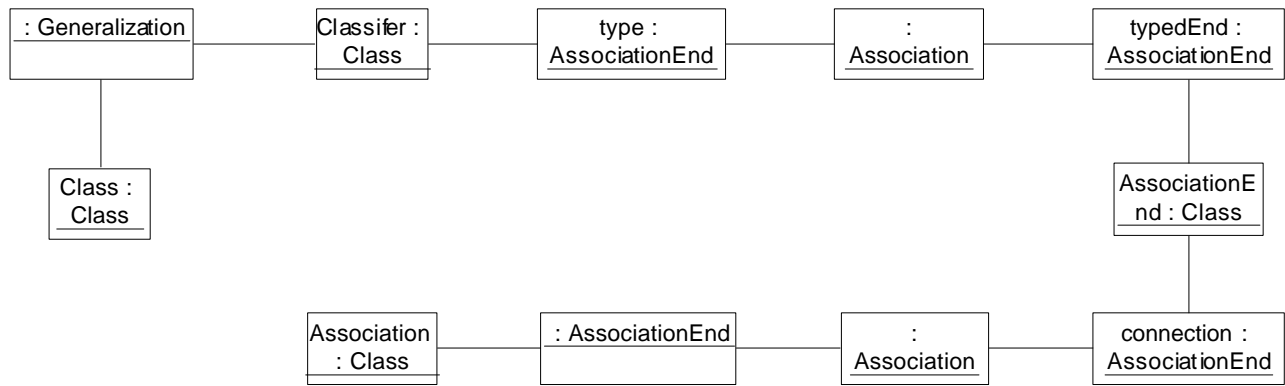 : Generalization
Classifer :
Class
type :
AssociationEnd
:
Association
typedEnd :
AssociationEnd
Class :
Class
AssociationE
nd : Class
Association
: Class
: AssociationEnd
:
Association
connection :
AssociationEnd